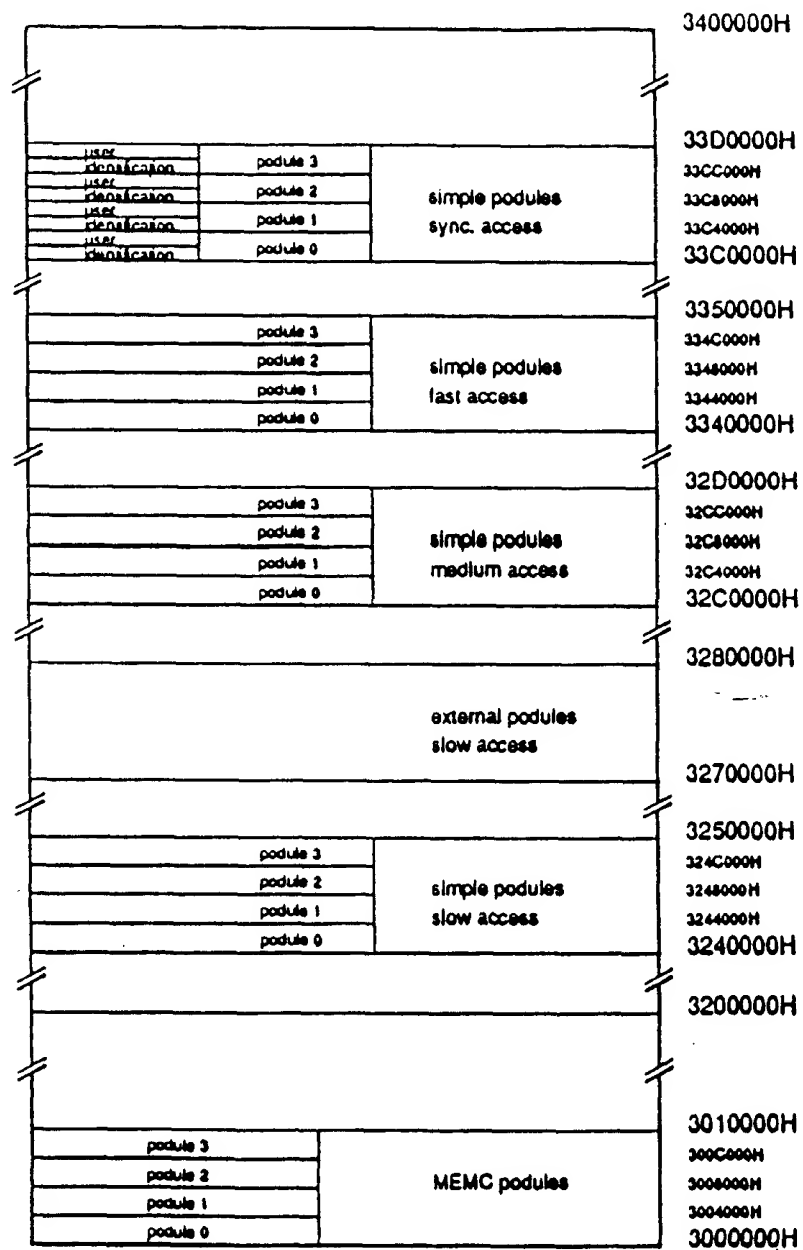 3400000H
33D0000H
user
identification
podule 3
33CC000H
user
identification
podule 2
simple podules
33C8000H
user
identification
podule 1
sync. access
33C4000H
user
identification
podule 0
33C0000H
3350000H
podule 3
334C000H
podule 2
simple podules
3348000H
podule 1
fast access
3344000H
podule 0
3340000H
32D0000H
podule 3
32CC000H
podule 2
simple podules
32C8000H
podule 1
medium access
32C4000H
podule 0
32C0000H
3280000H
external podules
slow access
3270000H
3250000H
podule 3
324C000H
podule 2
simple podules
3248000H
podule 1
slow access
3244000H
podule 0
3240000H
3200000H
3010000H
podule 3
300C000H
podule 2
MEMC podules
3008000H
podule 1
3004000H
podule 0
3000000H